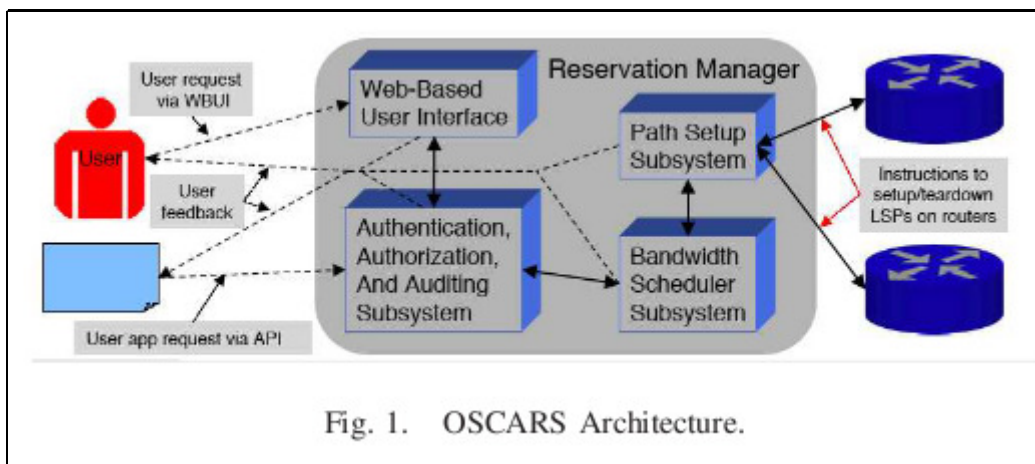 User request
via WBUI
User
User
feedback
User app request via API
Reservation Manager
Web-Based
User Interface
Authentication,
Authorization,
And Auditing
Subsystem
Path Setup
Subsystem
Bandwidth
Scheduler
Subsystem
Instructions to
setup/teardown
LSPs on routers
Fig. 1. OSCARS Architecture.